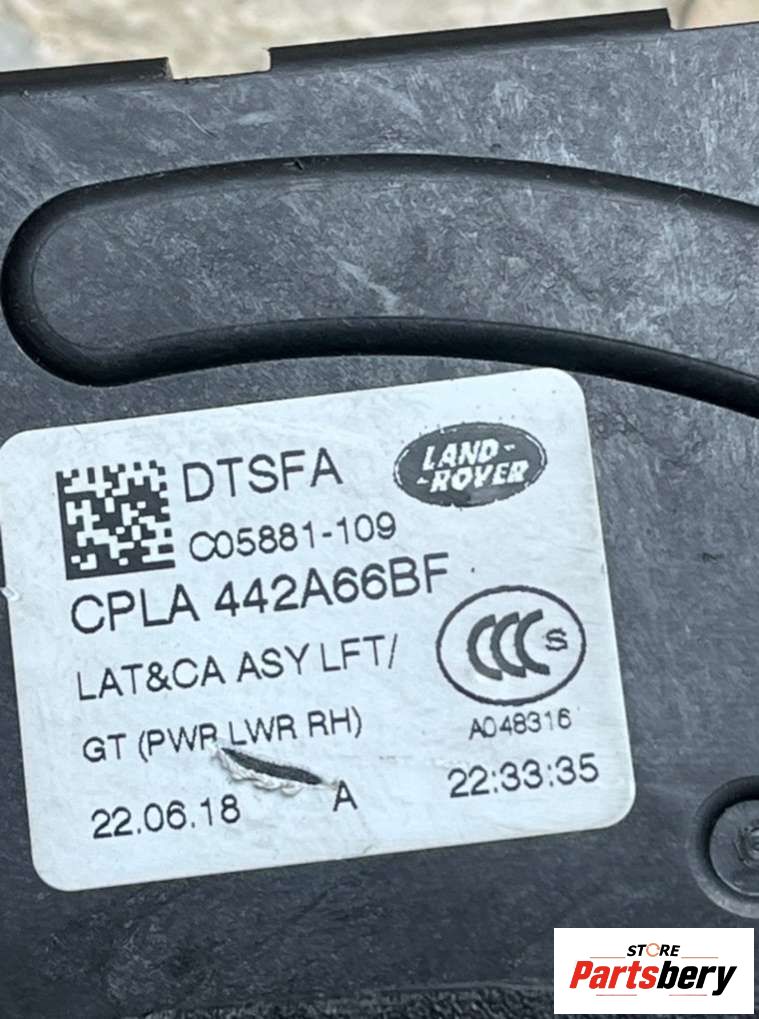 DTSFA
LAND-
-ROVER
C05881-109
CPLA 442A66BF
LAT&CA ASY LFT/
CCC S
GT (PWR LWR RH)
A048316
22.06.18
A
22:33:35
STORE
Partsbery